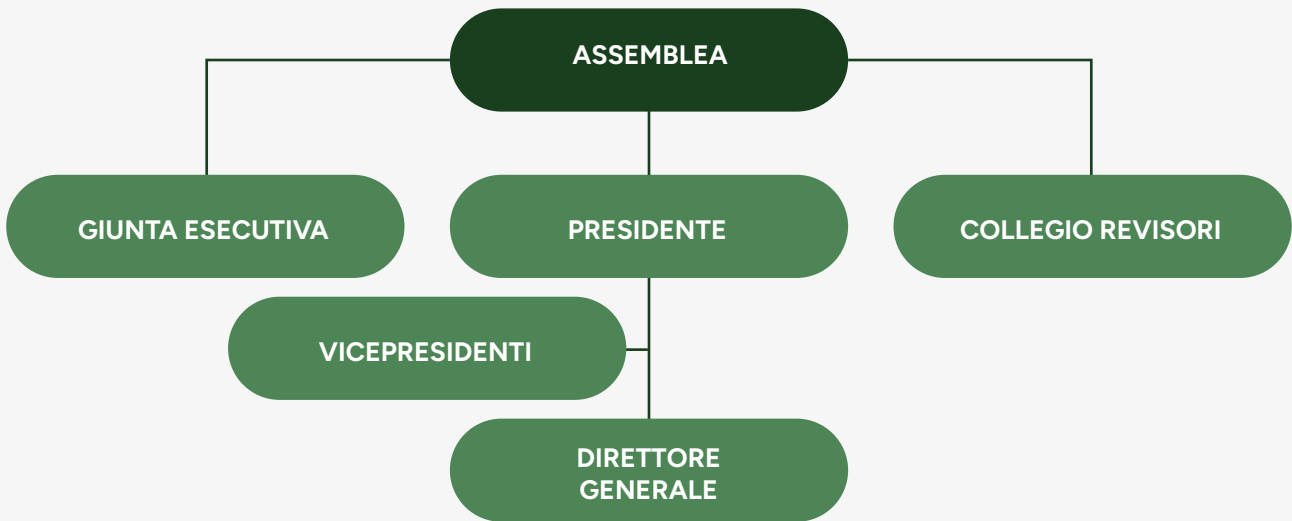 ASSEMBLEA
GIUNTA ESECUTIVA
PRESIDENTE
COLLEGIO REVISORI
VICEPRESIDENTI
DIRETTORE
GENERALE